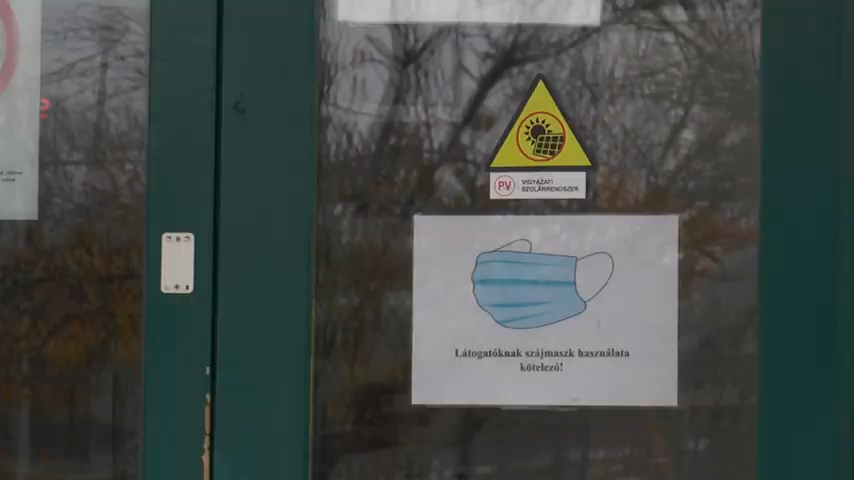 PV
VIGYÁZAT!
SZOLÁRRENDSZER
Látogatóknak szájmaszk használata
kötelező!